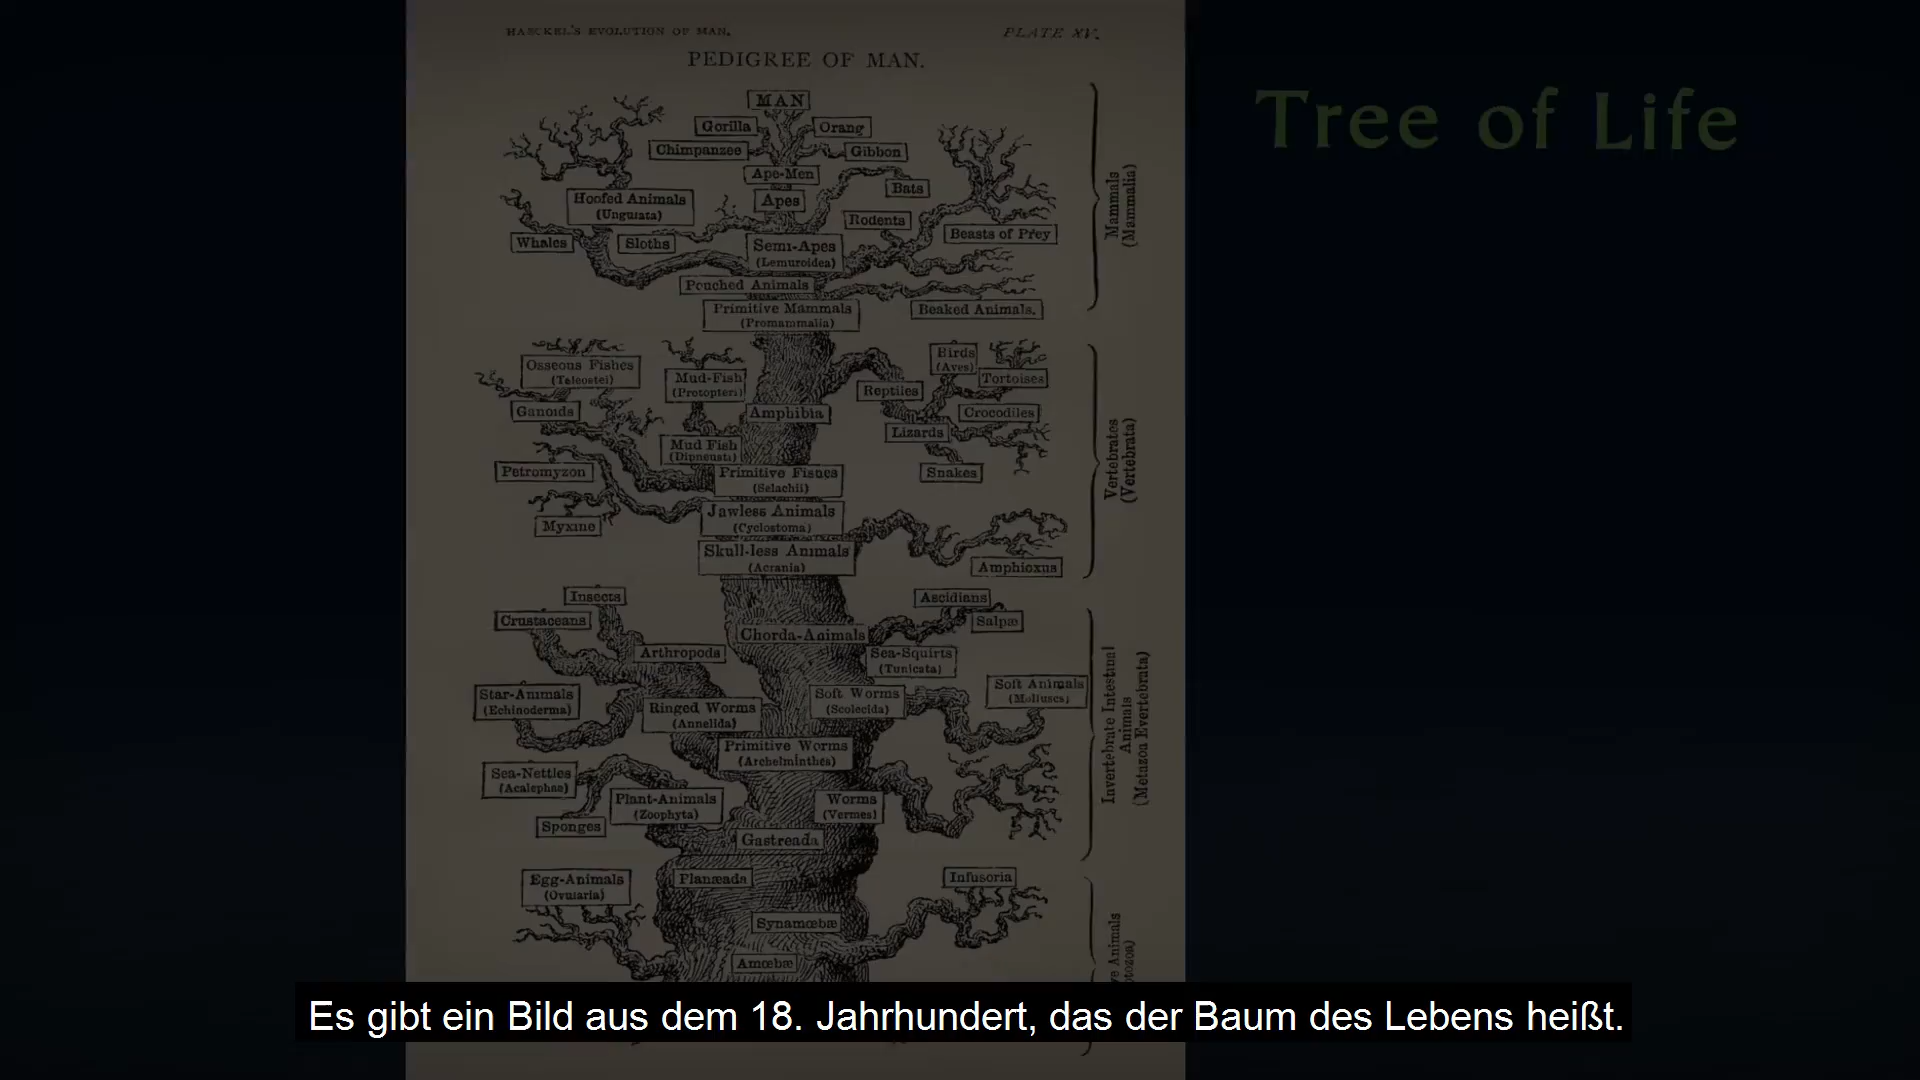 HAECKEL'S EVOLUTION OF MAN.
PLATE XV.
PEDIGREE OF MAN.
Tree of Life
MAN
Gorilla
Orang
Chimpanzee
Gibbon
Ape-Men
Bats
Apes
Hoofed Animals
(Ungulata)
Rodents
Beasts of Prey
Whales
Sloths
Semi-Apes
(Lemuroidea)
Pouched Animals
Primitive Mammals
(Promammalia)
Beaked Animals.
Mammals
(Mammalia)
Osseous Fishes
(Teleostei)
Mud-Fish
(Protopteri)
Birds
(Aves)
Tortoises
Reptiles
Ganoids
Amphibia
Crocodiles
Lizards
Mud Fish
(Dipneusti)
Petromyzon
Primitive Fishes
(Selachii)
Snakes
Jawless Animals
(Cyclostoma)
Myxine
Skull-less Animals
(Acrania)
Amphioxus
Vertebrates
(Vertebrata)
Insects
Ascidians
Crustaceans
Salpæ
Chorda-Animals
Arthropods
Sea-Squirts
(Tunicata)
Star-Animals
(Echinoderma)
Ringed Worms
(Annelida)
Soft Worms
(Scolecida)
Soft Animals
(Molluscs)
Primitive Worms
(Archelminthes)
Sea-Nettles
(Acalephae)
Plant-Animals
(Zoophyta)
Worms
(Vermes)
Sponges
Gastreada
Invertebrate Intestinal
Animals
(Metazoa Evertebrata)
Egg-Animals
(Ovularia)
Planæada
Infusoria
Synamœbæ
Amœbæ
Animals
Es gibt ein Bild aus dem 18. Jahrhundert, das der Baum des Lebens heißt.